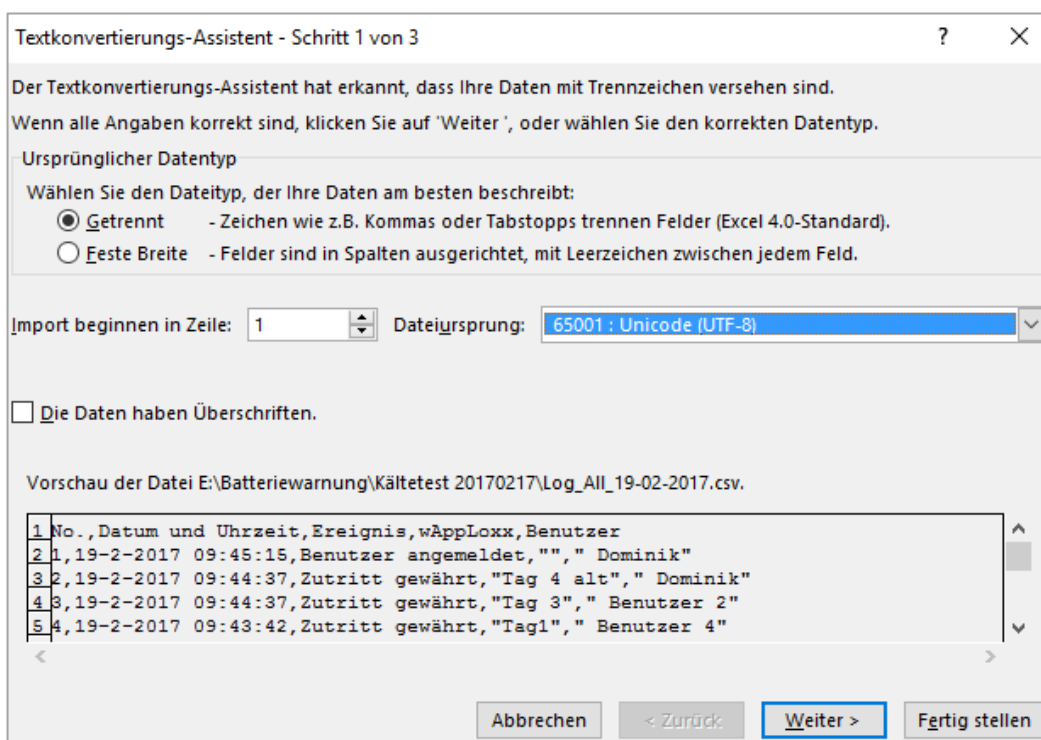 Textkonvertierungs-Assistent - Schritt 1 von 3
Der Textkonvertierungs-Assistent hat erkannt, dass Ihre Daten mit Trennzeichen versehen sind.
Wenn alle Angaben korrekt sind, klicken Sie auf 'Weiter ', oder wählen Sie den korrekten Datentyp.
Ursprünglicher Datentyp
Wählen Sie den Dateityp, der Ihre Daten am besten beschreibt:
Getrennt - Zeichen wie z.B. Kommas oder Tabstopps trennen Felder (Excel 4.0-Standard).
Feste Breite - Felder sind in Spalten ausgerichtet, mit Leerzeichen zwischen jedem Feld.
Import beginnen in Zeile: 1 Dateiursprung: 65001 : Unicode (UTF-8)
Die Daten haben Überschriften.
Vorschau der Datei E:\Batteriewarnung\Kältetest 20170217\Log_All_19-02-2017.csv.
1 No.,Datum und Uhrzeit,Ereignis,wAppLoxx,Benutzer
2 1,19-2-2017 09:45:15,Benutzer angemeldet,""," Dominik"
3 2,19-2-2017 09:44:37,Zutritt gewährt,"Tag 4 alt"," Dominik"
4 3,19-2-2017 09:44:37,Zutritt gewährt,"Tag 3"," Benutzer 2"
5 4,19-2-2017 09:43:42,Zutritt gewährt,"Tag1"," Benutzer 4"
Abbrechen < Zurück Weiter > Fertig stellen